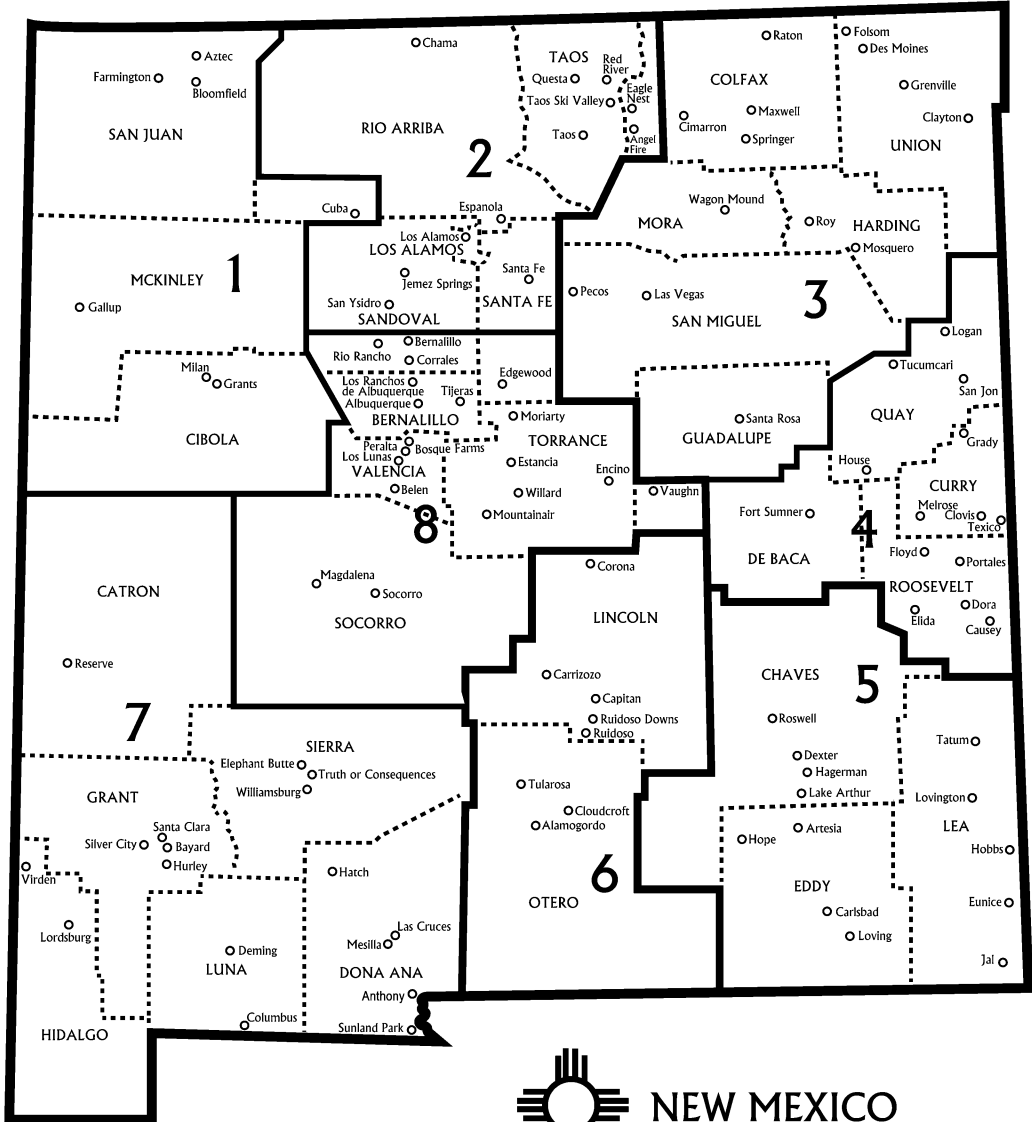 Chama
Raton
Folsom
Des Moines
Aztec
TAOS
Red
River
Farmington
Questa
COLFAX
Bloomfield
Eagle
Nest
Grenville
Taos Ski Valley
Maxwell
Clayton
SAN JUAN
RIO ARRIBA
Taos
Angel
Fire
Cimarron
Springer
UNION
2
Wagon Mound
Cuba
Espanola
MORA
Roy
HARDING
Los Alamos
LOS ALAMOS
Mosquero
MCKINLEY
1
Santa Fe
Jemez Springs
Gallup
San Ysidro
SANTA FE
Pecos
Las Vegas
3
SANDOVAL
SAN MIGUEL
Logan
Bernalillo
Rio Rancho
Corrales
Milan
Grants
Los Ranchos
de Albuquerque
Albuquerque
Tijeras
Edgewood
Tucumcari
San Jon
BERNALILLO
Moriarty
Santa Rosa
QUAY
CIBOLA
TORRANCE
GUADALUPE
Grady
Peralta
Bosque Farms
Los Lunas
VALENCIA
Estancia
Encino
House
Belen
Willard
Vaughn
CURRY
Melrose
Clovis
Texico
8
Mountainair
Fort Sumner
4
Floyd
Portales
Corona
DE BACA
Magdalena
Socorro
CATRON
ROOSEVELT
Dora
Elida
Causey
SOCORRO
LINCOLN
Reserve
Carrizozo
CHAVES
5
Capitan
7
Ruidoso Downs
Ruidoso
Roswell
SIERRA
Tatum
Elephant Butte
Truth or Consequences
Williamsburg
Dexter
Hagerman
Lake Arthur
GRANT
Tularosa
Cloudcroft
Alamogordo
Lovington
LEA
Santa Clara
Silver City
Bayard
Hurley
Hope
Artesia
Hobbs
Virden
Hatch
6
EDDY
OTERO
Eunice
Lordsburg
Las Cruces
Mesilla
Carlsbad
Loving
Deming
LUNA
DONA ANA
Jal
Anthony
Columbus
Sunland Park
HIDALGO
NEW MEXICO